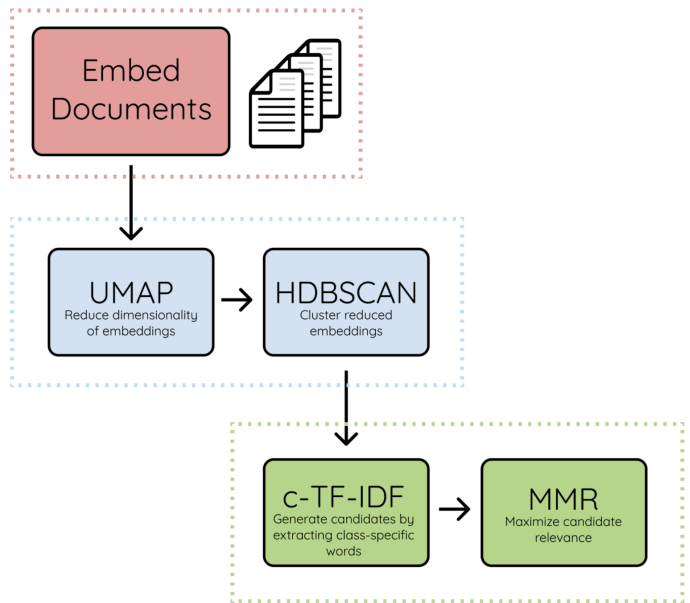 Embed
Documents
UMAP
Reduce dimensionality
of embeddings
HDBSCAN
Cluster reduced
embeddings
c-TF-IDF
Generate candidates by
extracting class-specific
words
MMR
Maximize candidate
relevance